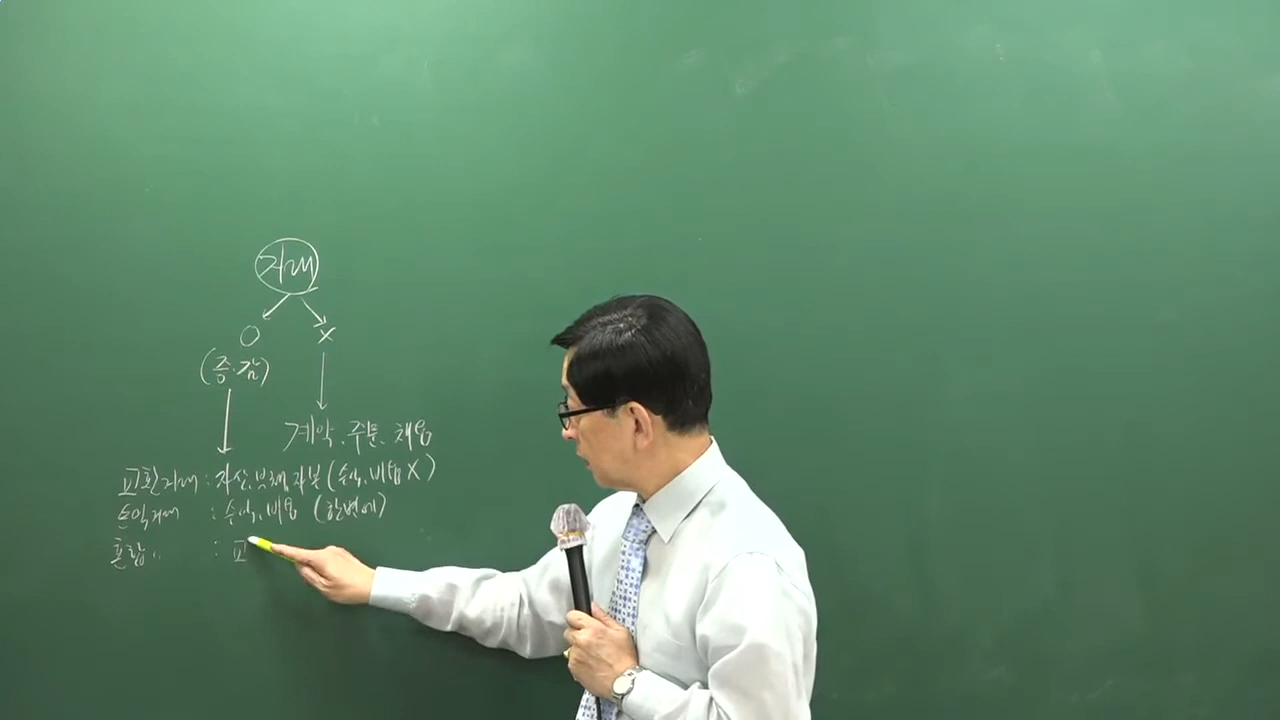 거래
○ ×
(증·감)
계약, 주문, 채용
교환거래 : 자산, 부채, 자본 (수익, 비용 X)
손익거래 : 수익, 비용 (한변에)
혼합 〃 : 교